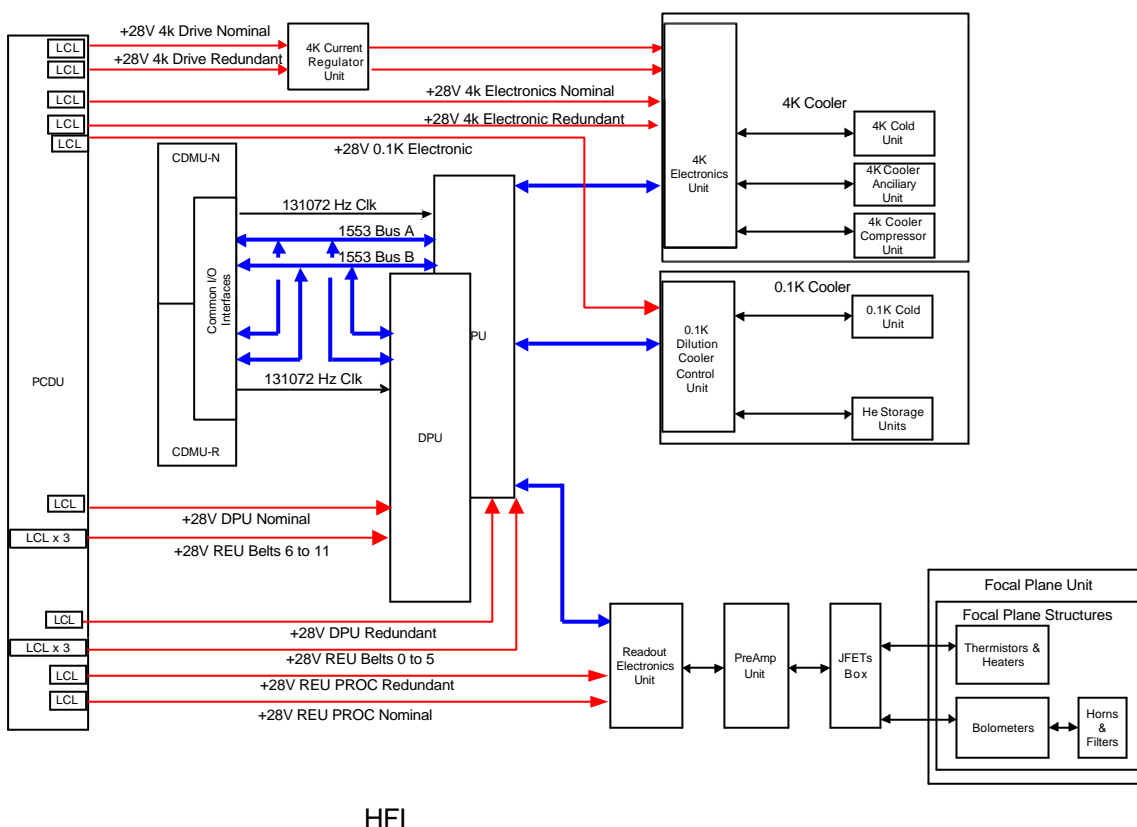 LCL
+28V 4k Drive Nominal
LCL
+28V 4k Drive Redundant
4K Current
Regulator
Unit
LCL
+28V 4k Electronics Nominal
LCL
+28V 4k Electronic Redundant
LCL
+28V 0.1K Electronic
4K Cooler
4K
Electronics
Unit
4K Cold
Unit
4K Cooler
Anciliary
Unit
4k Cooler
Compressor
Unit
CDMU-N
Common I/O
Interfaces
CDMU-R
131072 Hz Clk
1553 Bus A
1553 Bus B
131072 Hz Clk
PU
DPU
PCDU
0.1K Cooler
0.1K
Dilution
Cooler
Control
Unit
0.1K Cold
Unit
He Storage
Units
LCL
+28V DPU Nominal
LCL x 3
+28V REU Belts 6 to 11
LCL
+28V DPU Redundant
LCL x 3
+28V REU Belts 0 to 5
LCL
+28V REU PROC Redundant
LCL
+28V REU PROC Nominal
Readout
Electronics
Unit
PreAmp
Unit
JFETs
Box
Focal Plane Unit
Focal Plane Structures
Thermistors &
Heaters
Bolometers
Horns
&
Filters
HFI